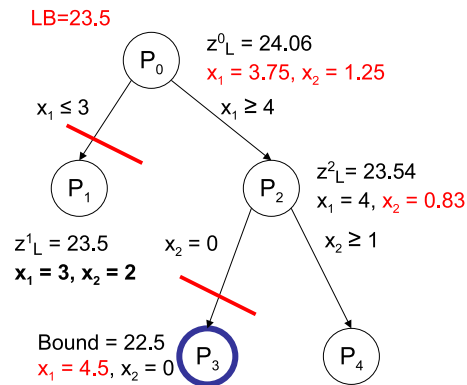 LB=23.5
P₀
z⁰L = 24.06
x₁ = 3.75, x₂ = 1.25
x₁ ≤ 3
x₁ ≥ 4
P₁
P₂
z²L = 23.54
x₁ = 4, x₂ = 0.83
z¹L = 23.5
x₁ = 3, x₂ = 2
x₂ = 0
x₂ ≥ 1
Bound = 22.5
x₁ = 4.5, x₂ = 0
P₃
P₄